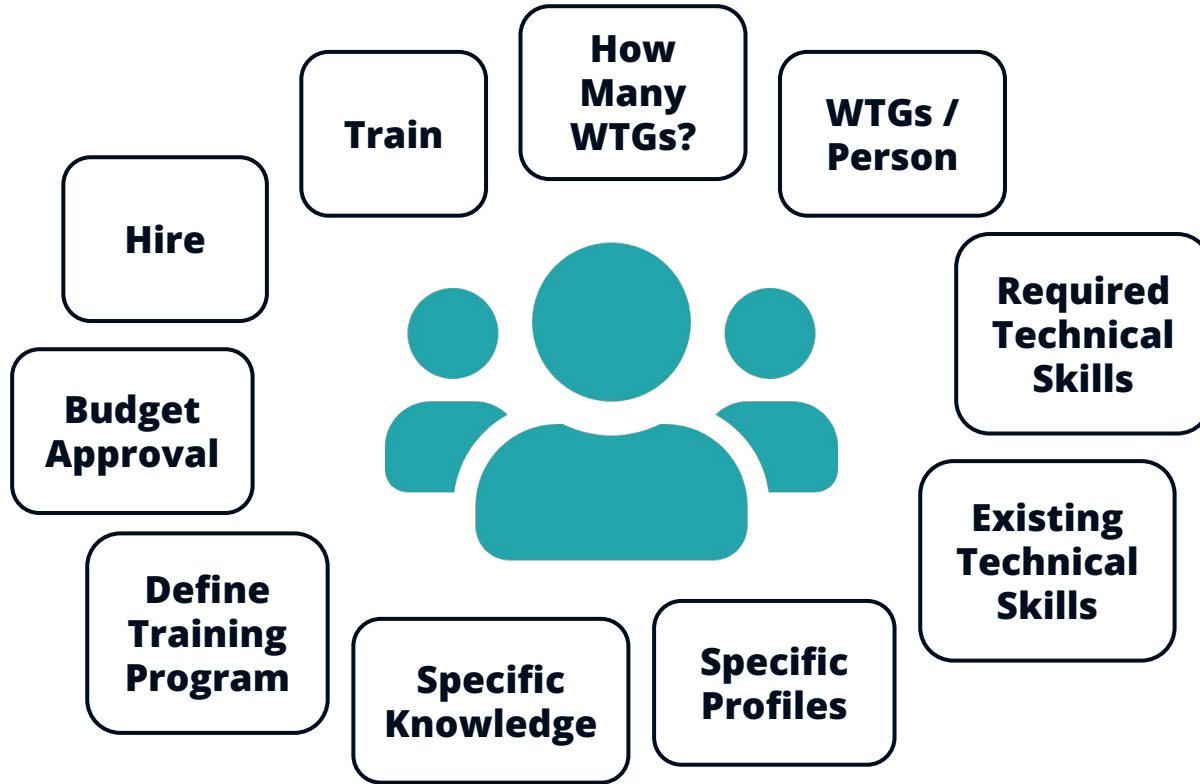 How
Many
WTGs?
WTGs /
Person
Required
Technical
Skills
Existing
Technical
Skills
Specific
Profiles
Specific
Knowledge
Define
Training
Program
Budget
Approval
Hire
Train